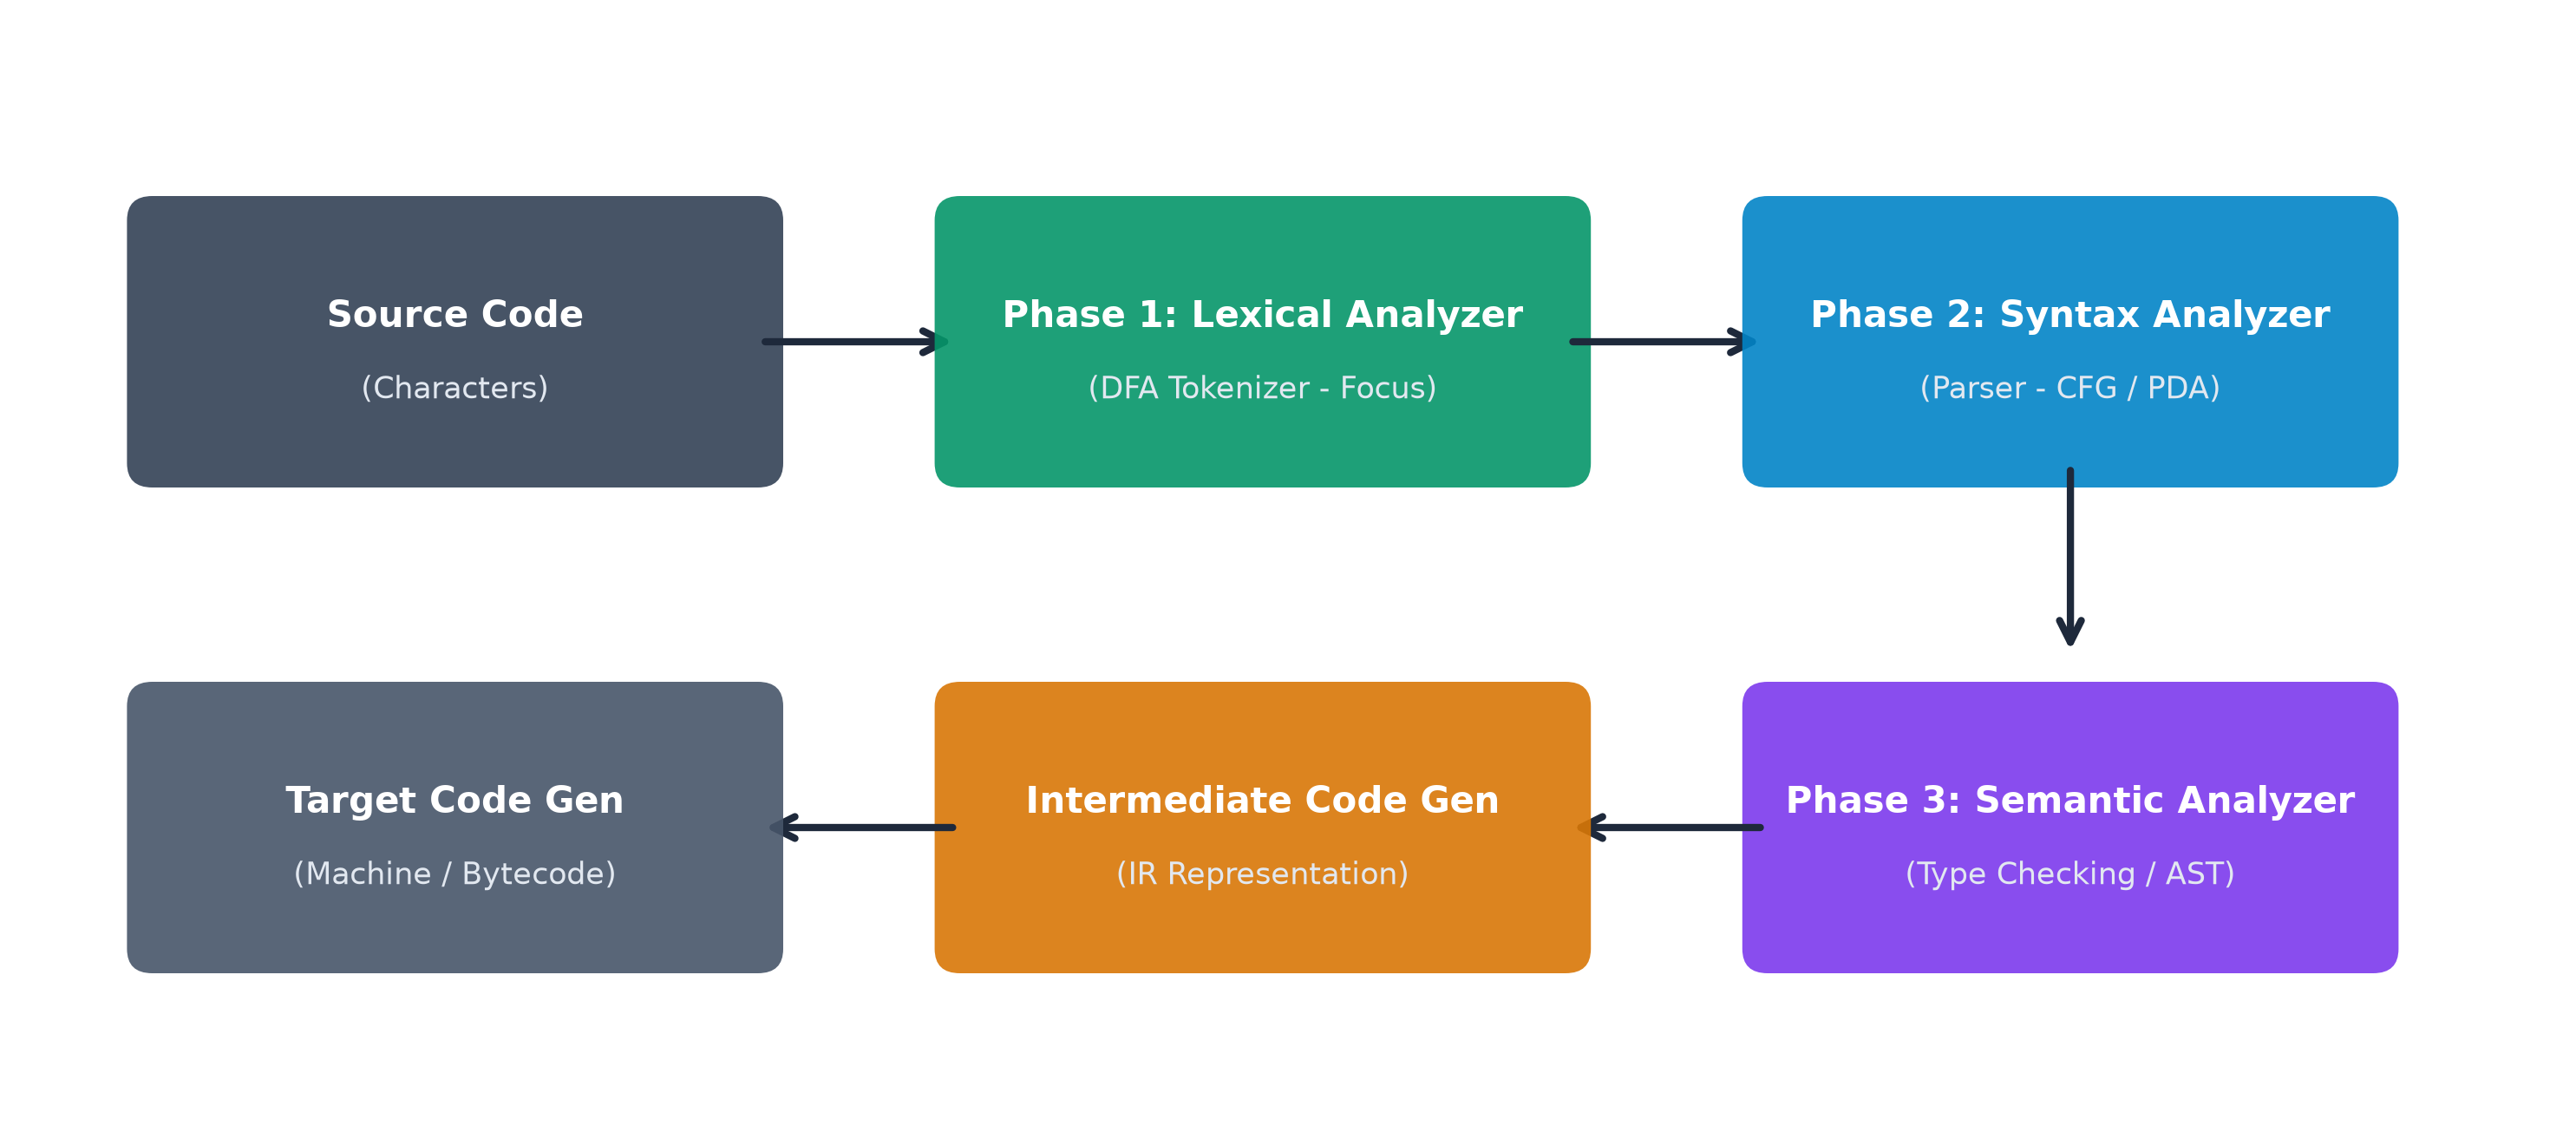 Source Code
(Characters)
Phase 1: Lexical Analyzer
(DFA Tokenizer - Focus)
Phase 2: Syntax Analyzer
(Parser - CFG / PDA)
Target Code Gen
(Machine / Bytecode)
Intermediate Code Gen
(IR Representation)
Phase 3: Semantic Analyzer
(Type Checking / AST)